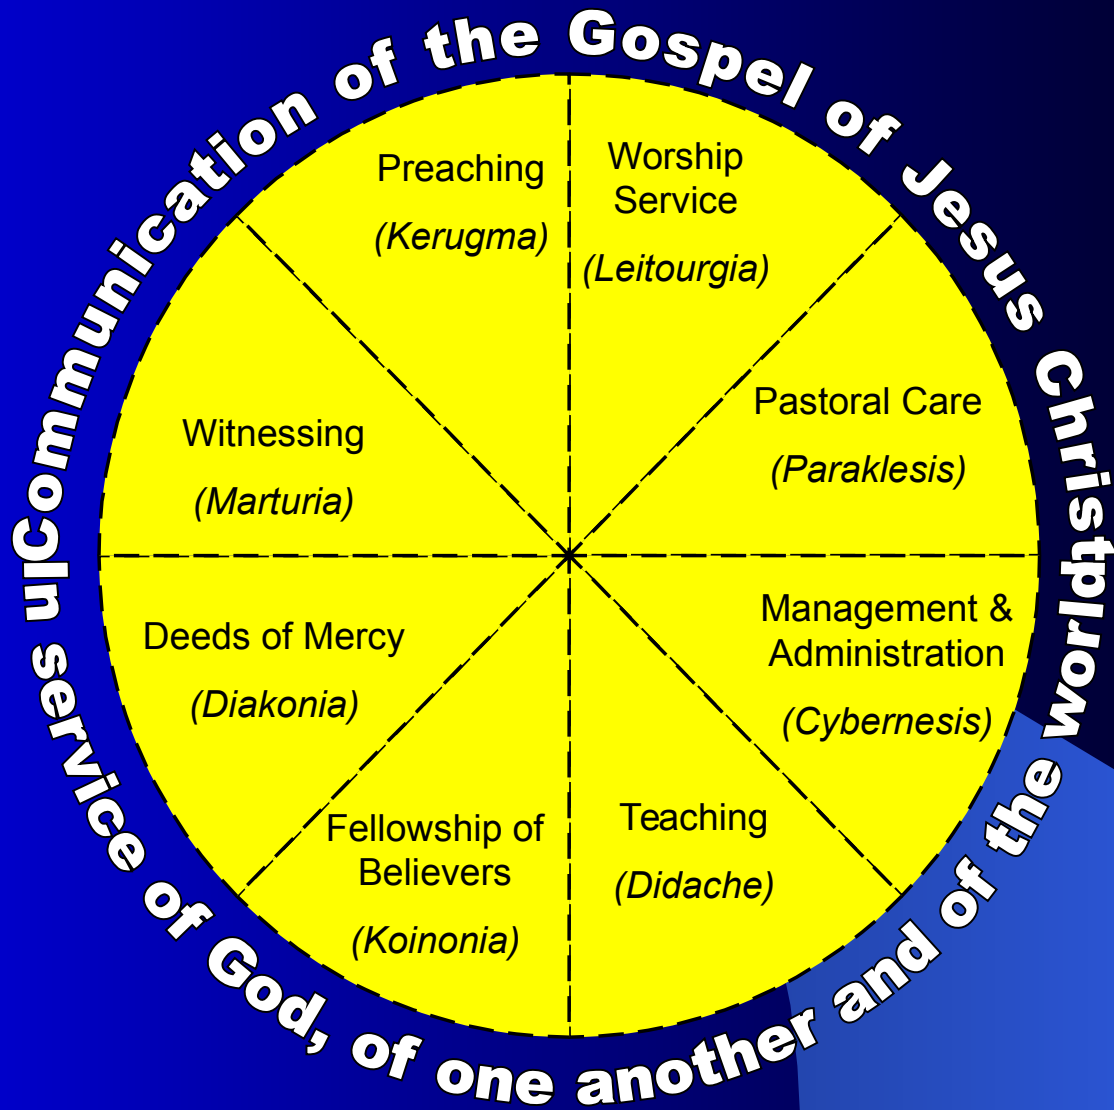 Communication of the Gospel of Jesus Christ
Preaching
(Kerugma)
Worship
Service
(Leitourgia)
Pastoral Care
(Paraklesis)
Management &
Administration
(Cybernesis)
Teaching
(Didache)
Fellowship of
Believers
(Koinonia)
Deeds of Mercy
(Diakonia)
Witnessing
(Marturia)
In service of God, of one another and of the world